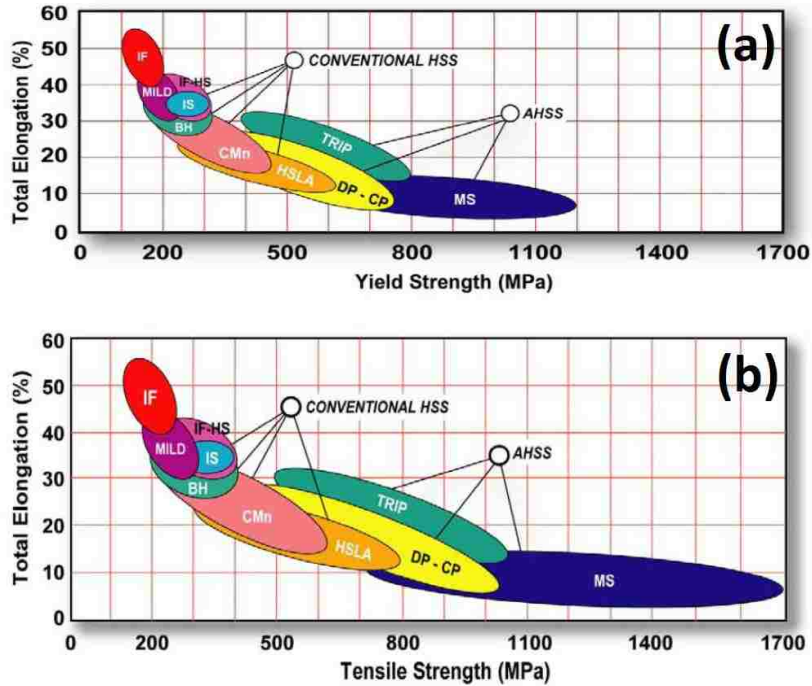 60
(a)
50
IF
CONVENTIONAL HSS
40
IF-HS
MILD
IS
30
AHSS
BH
TRIP
20
CMn
HSLA
10
DP - CP
MS
0
0 200 500 800 1100 1400 1700
Total Elongation (%)
Yield Strength (MPa)
60
(b)
50
IF
CONVENTIONAL HSS
40
IF-HS
MILD
IS
AHSS
30
BH
TRIP
20
CMn
HSLA
DP - CP
10
MS
0
0 200 500 800 1100 1400 1700
Total Elongation (%)
Tensile Strength (MPa)